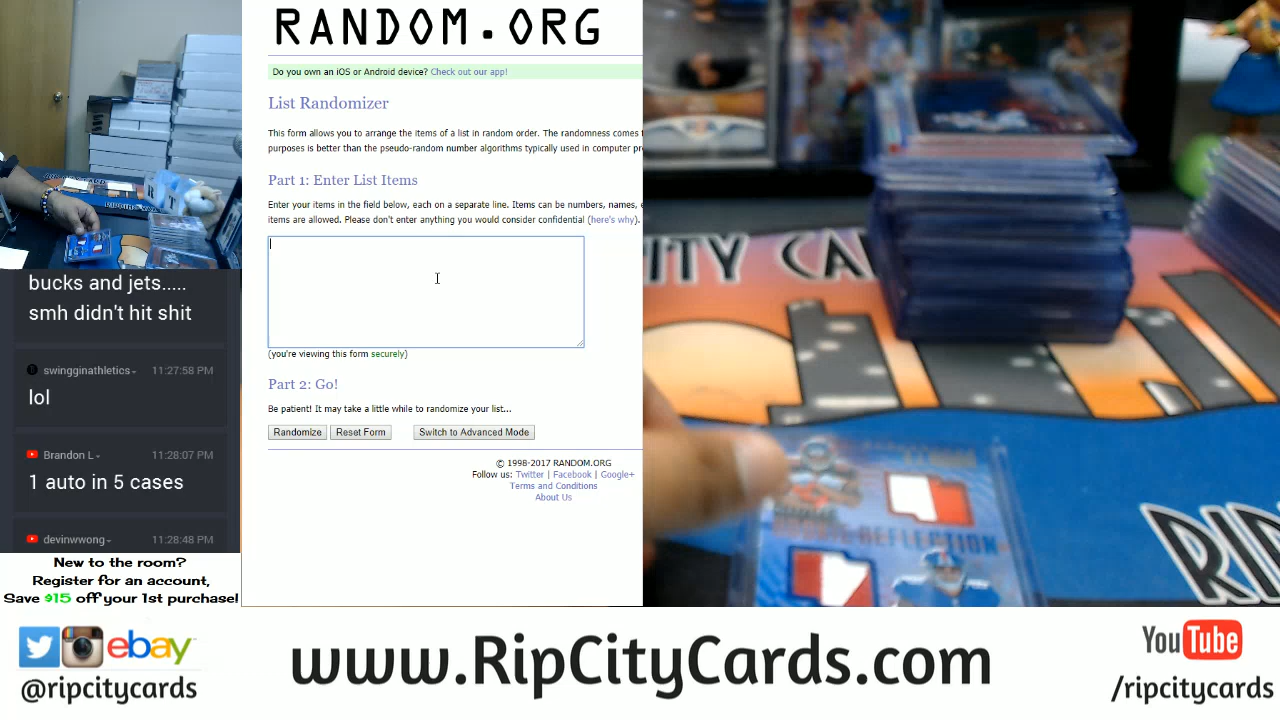 RANDOM.ORG
Do you own an iOS or Android device? Check out our app!
List Randomizer
This form allows you to arrange the items of a list in random order. The randomness comes
purposes is better than the pseudo-random number algorithms typically used in computer
Part 1: Enter List Items
Enter your items in the field below, each on a separate line. Items can be numbers, names,
items are allowed. Please don't enter anything you would consider confidential (here's why).
(you're viewing this form securely)
Part 2: Go!
Be patient! It may take a little while to randomize your list...
Randomize
Reset Form
Switch to Advanced Mode
© 1998-2017 RANDOM.ORG
Follow us: Twitter | Facebook | Google+
Terms and Conditions
About Us
bucks and jets.....
smh didn't hit shit
swingginathletics
11:27:58 PM
lol
Brandon L
11:28:07 PM
1 auto in 5 cases
devinwwong
11:28:48 PM
New to the room?
Register for an account,
Save $15 off your 1st purchase!
ITY CA
RIP
REFLECTION
ebay
@ripcitycards
www.RipCityCards.com
YouTube
/ripcitycards